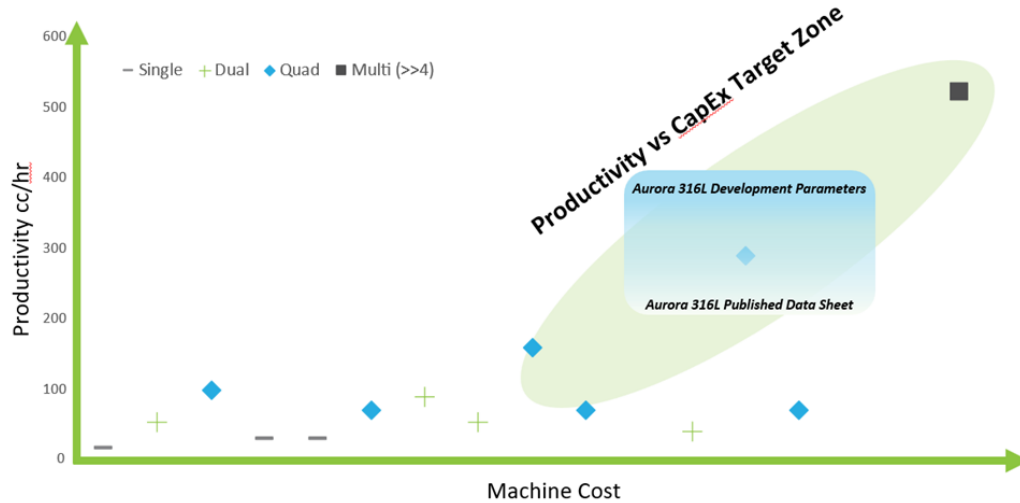 600
500
400
300
200
100
0
Productivity cc/hr
Single Dual Quad Multi (>>4)
Productivity vs CapEx Target Zone
Aurora 316L Development Parameters
Aurora 316L Published Data Sheet
Machine Cost